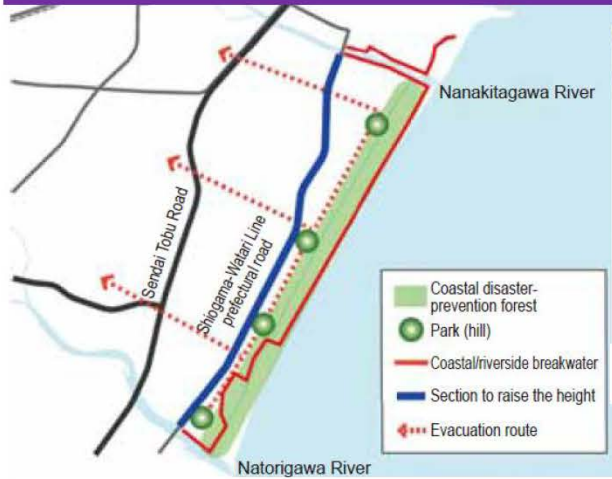 Nanakitagawa River
Sendai Tobu Road
Shiogama-Watari Line
prefectural road
Coastal disaster-
prevention forest
Park (hill)
Coastal/riverside breakwater
Section to raise the height
Evacuation route
Natorigawa River